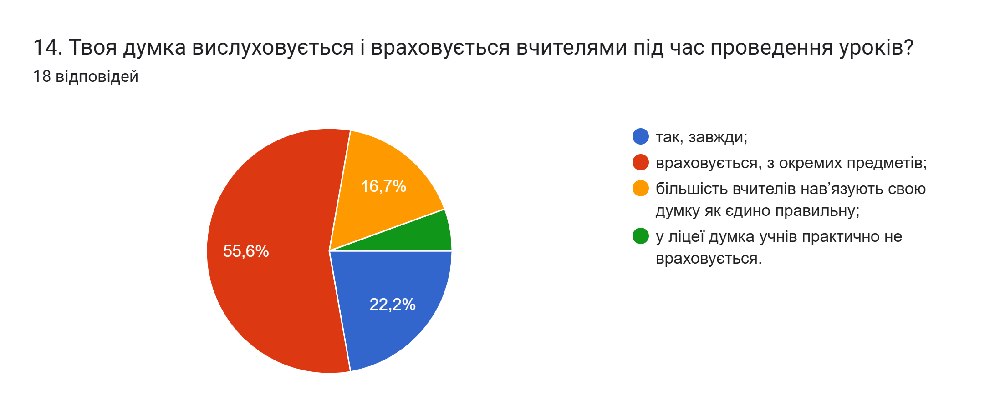 14. Твоя думка вислуховується і враховується вчителями під час проведення уроків?
18 відповідей
так, завжди;
враховується, з окремих предметів;
більшість вчителів нав’язують свою
думку як єдино правильну;
у ліцеї думка учнів практично не
враховується.
16,7%
55,6%
22,2%